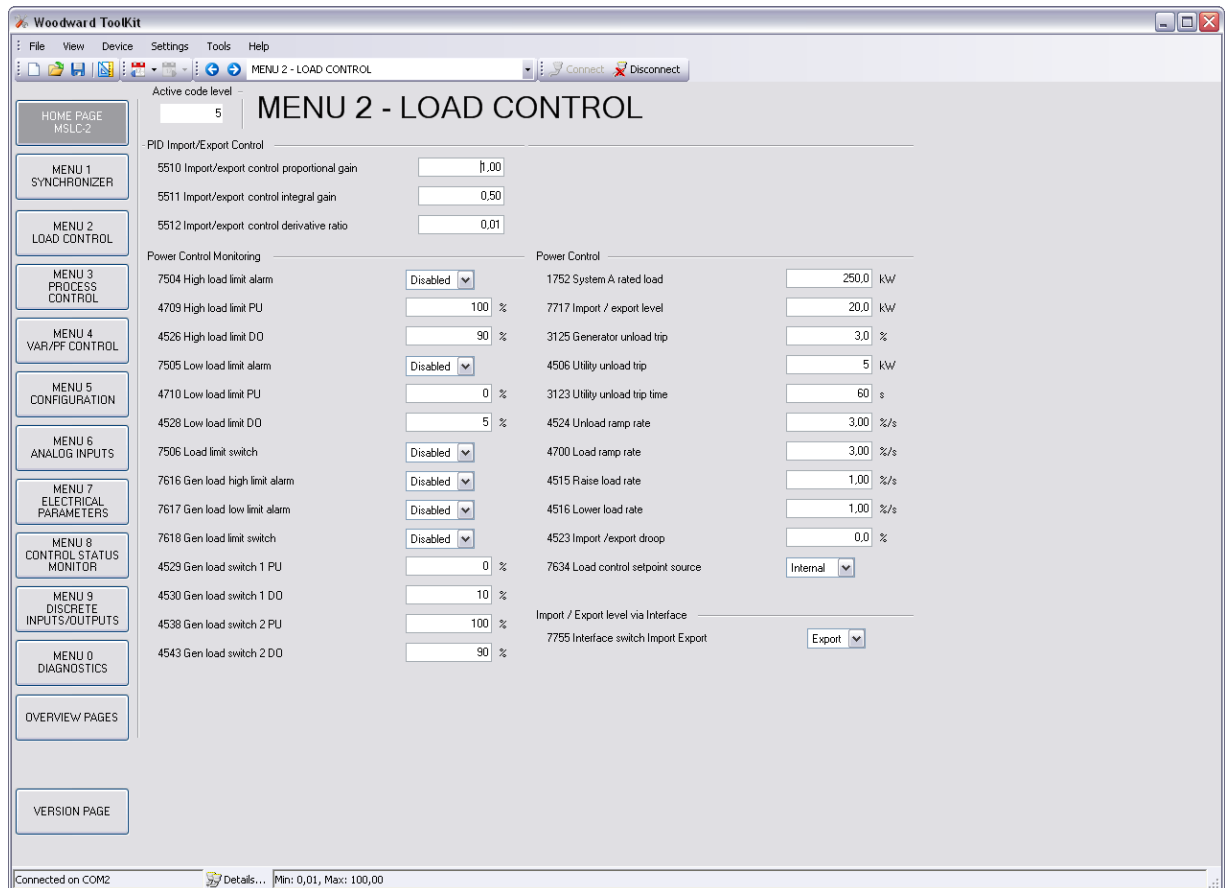 Woodward ToolKit
File View Device Settings Tools Help
MENU 2 - LOAD CONTROL Connect Disconnect
HOME PAGE
MSLC-2
MENU 1
SYNCHRONIZER
MENU 2
LOAD CONTROL
MENU 3
PROCESS
CONTROL
MENU 4
VAR/PF CONTROL
MENU 5
CONFIGURATION
MENU 6
ANALOG INPUTS
MENU 7
ELECTRICAL
PARAMETERS
MENU 8
CONTROL STATUS
MONITOR
MENU 9
DISCRETE
INPUTS/OUTPUTS
MENU 0
DIAGNOSTICS
OVERVIEW PAGES
VERSION PAGE
Active code level
5
MENU 2 - LOAD CONTROL
PID Import/Export Control
5510 Import/export control proportional gain 1,00
5511 Import/export control integral gain 0,50
5512 Import/export control derivative ratio 0,01
Power Control Monitoring
7504 High load limit alarm Disabled
4709 High load limit PU 100 %
4526 High load limit DO 90 %
7505 Low load limit alarm Disabled
4710 Low load limit PU 0 %
4528 Low load limit DO 5 %
7506 Load limit switch Disabled
7616 Gen load high limit alarm Disabled
7617 Gen load low limit alarm Disabled
7618 Gen load limit switch Disabled
4529 Gen load switch 1 PU 0 %
4530 Gen load switch 1 DO 10 %
4538 Gen load switch 2 PU 100 %
4543 Gen load switch 2 DO 90 %
Power Control
1752 System A rated load 250,0 kW
7717 Import / export level 20,0 kW
3125 Generator unload trip 3,0 %
4506 Utility unload trip 5 kW
3123 Utility unload trip time 60 s
4524 Unload ramp rate 3,00 %/s
4700 Load ramp rate 3,00 %/s
4515 Raise load rate 1,00 %/s
4516 Lower load rate 1,00 %/s
4523 Import /export droop 0,0 %
7634 Load control setpoint source Internal
Import / Export level via Interface
7755 Interface switch Import Export Export
Connected on COM2 Details... Min: 0,01, Max: 100,00